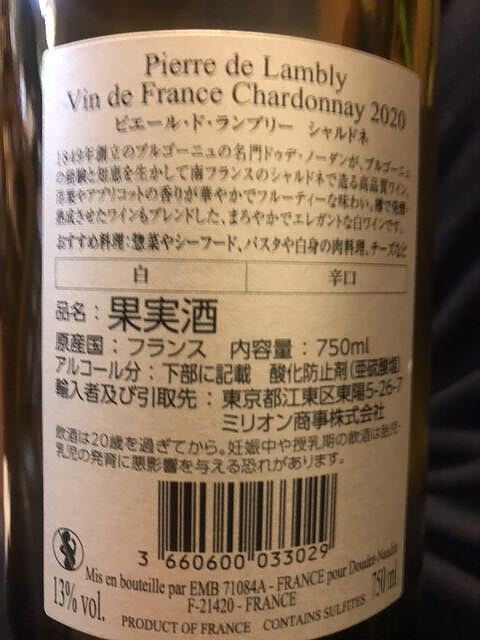 Pierre de Lambly
Vin de France Chardonnay 2020
ピエール・ド・ランブリー シャルドネ
1849年創立のブルゴーニュの名門ドゥデ・ノーダンが、ブルゴーニュ
の経験と知恵を生かして南フランスのシャルドネで造る高品質ワイン。
洋梨やアプリコットの香りが華やかでフルーティーな味わい。樽で発酵・
熟成させたワインもブレンドした、まろやかでエレガントな白ワインです。
おすすめ料理：惣菜やシーフード、パスタや白身の肉料理、チーズなど
白 辛口
品名：果実酒
原産国：フランス 内容量：750ml
アルコール分：下部に記載 酸化防止剤（亜硫酸塩）
輸入者及び引取先：東京都江東区東陽5-26-7
ミリオン商事株式会社
飲酒は20歳を過ぎてから。妊娠中や授乳期の飲酒は胎児・
乳児の発育に悪影響を与える恐れがあります。
3 660600 033029
Mis en bouteille par EMB 71084A - FRANCE pour Doudet-Naudin
13% vol. F-21420 - FRANCE 750 ml
PRODUCT OF FRANCE CONTAINS SULFITES